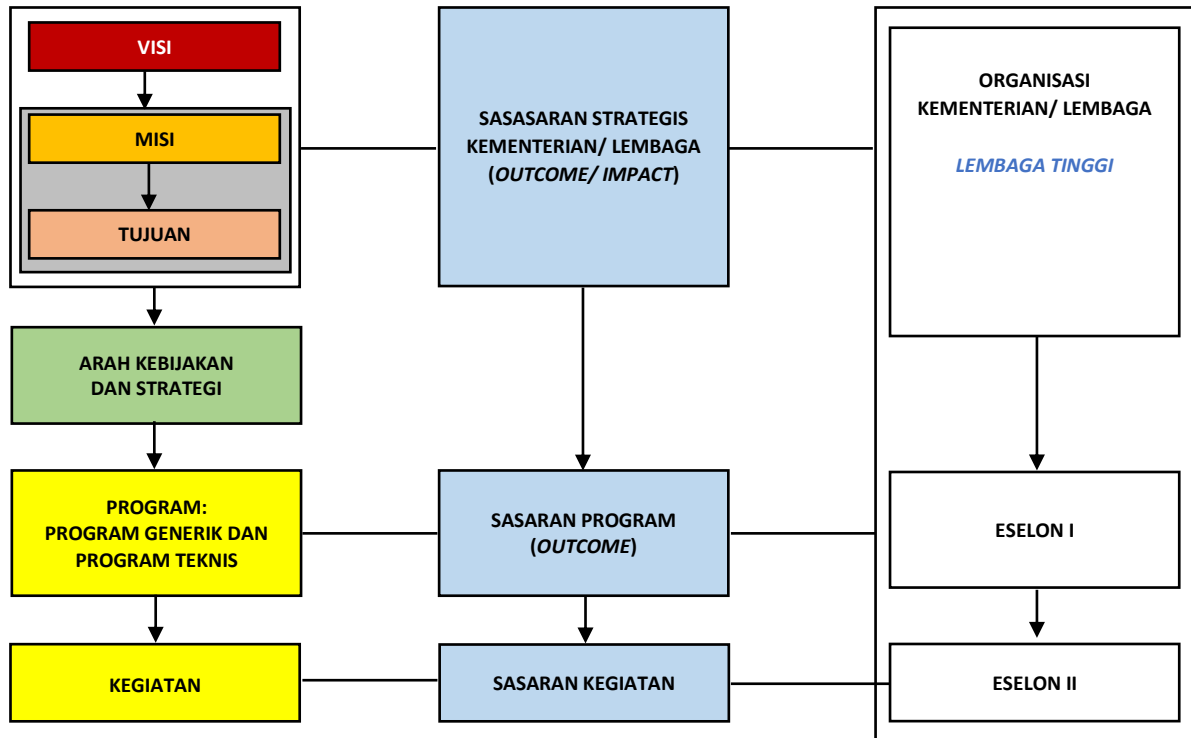 VISI
MISI
TUJUAN
ARAH KEBIJAKAN
DAN STRATEGI
PROGRAM:
PROGRAM GENERIK DAN
PROGRAM TEKNIS
KEGIATAN
SASASARAN STRATEGIS
KEMENTERIAN/ LEMBAGA
(OUTCOME/ IMPACT)
SASARAN PROGRAM
(OUTCOME)
SASARAN KEGIATAN
ORGANISASI
KEMENTERIAN/ LEMBAGA
LEMBAGA TINGGI
ESELON I
ESELON II